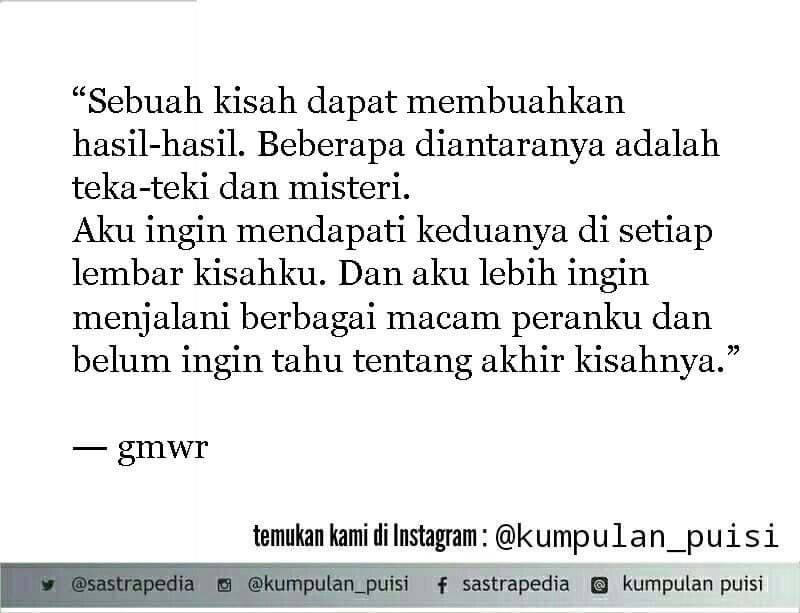 “Sebuah kisah dapat membuahkan
hasil-hasil. Beberapa diantaranya adalah
teka-teki dan misteri.
Aku ingin mendapati keduanya di setiap
lembar kisahku. Dan aku lebih ingin
menjalani berbagai macam peranku dan
belum ingin tahu tentang akhir kisahnya.”
— gmwr
temukan kami di Instagram : @kumpulan_puisi
@sastrapedia @kumpulan_puisi sastrapedia kumpulan puisi